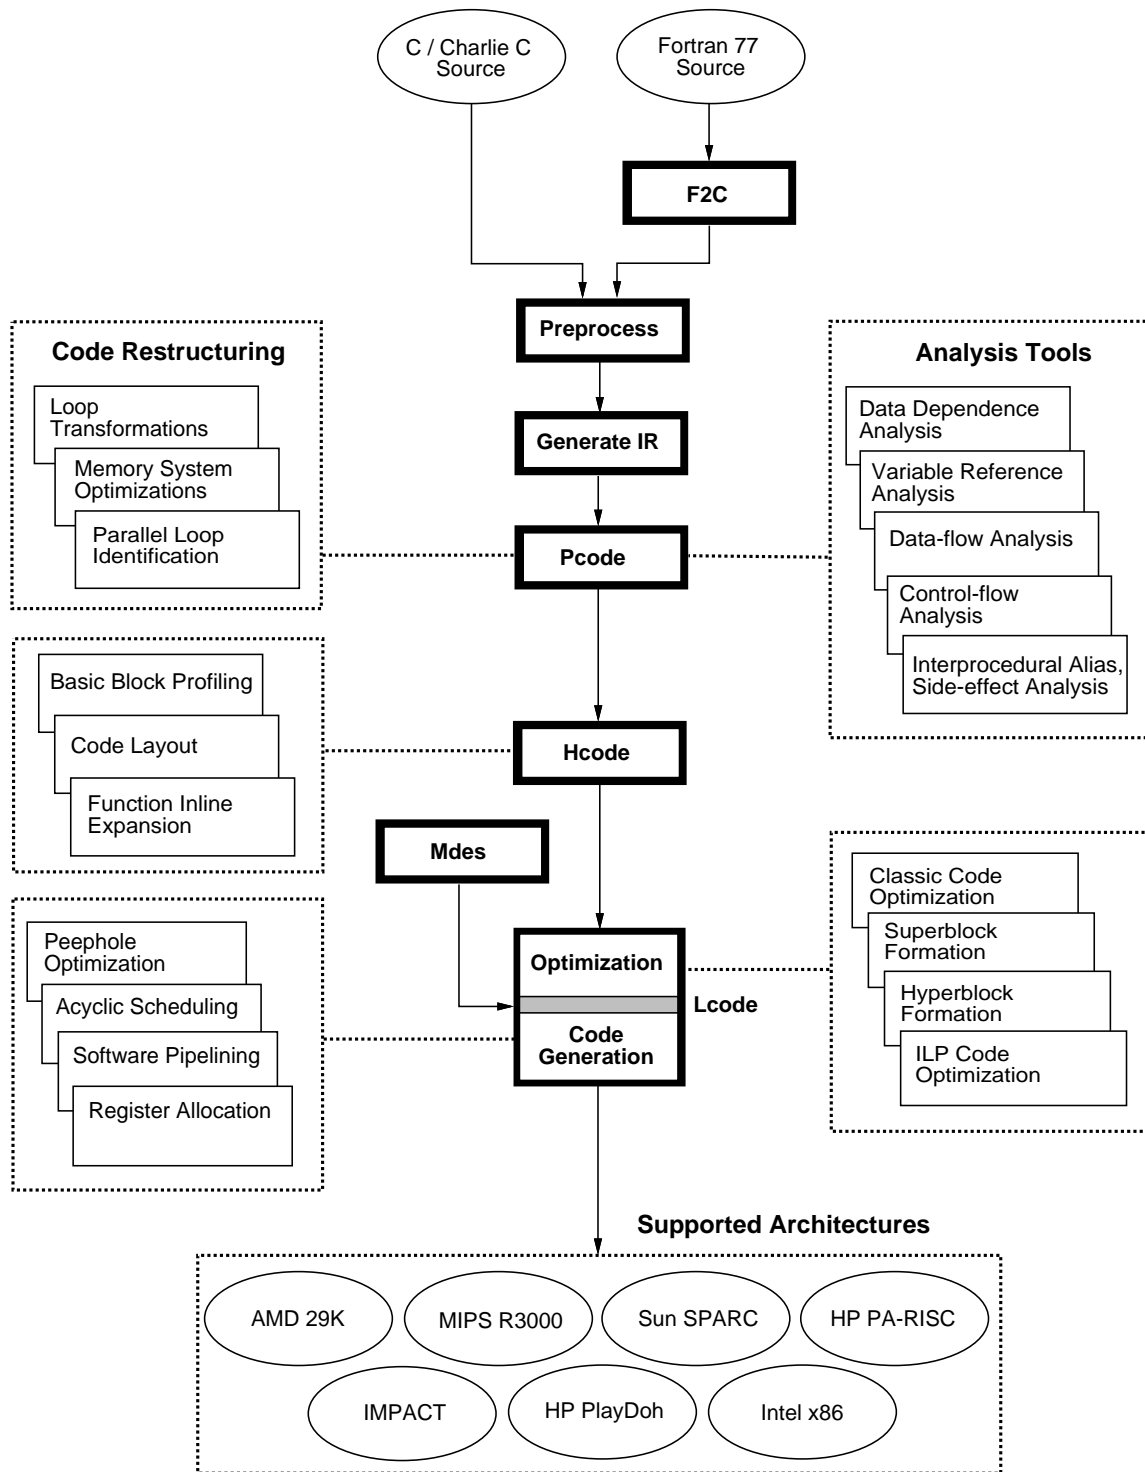 C / Charlie C
Source
Fortran 77
Source
F2C
Preprocess
Code Restructuring
Loop
Transformations
Memory System
Optimizations
Parallel Loop
Identification
Generate IR
Analysis Tools
Data Dependence
Analysis
Variable Reference
Analysis
Data-flow Analysis
Control-flow
Analysis
Interprocedural Alias,
Side-effect Analysis
Pcode
Basic Block Profiling
Code Layout
Function Inline
Expansion
Hcode
Mdes
Peephole
Optimization
Acyclic Scheduling
Software Pipelining
Register Allocation
Optimization
Lcode
Code
Generation
Classic Code
Optimization
Superblock
Formation
Hyperblock
Formation
ILP Code
Optimization
Supported Architectures
AMD 29K
MIPS R3000
Sun SPARC
HP PA-RISC
IMPACT
HP PlayDoh
Intel x86